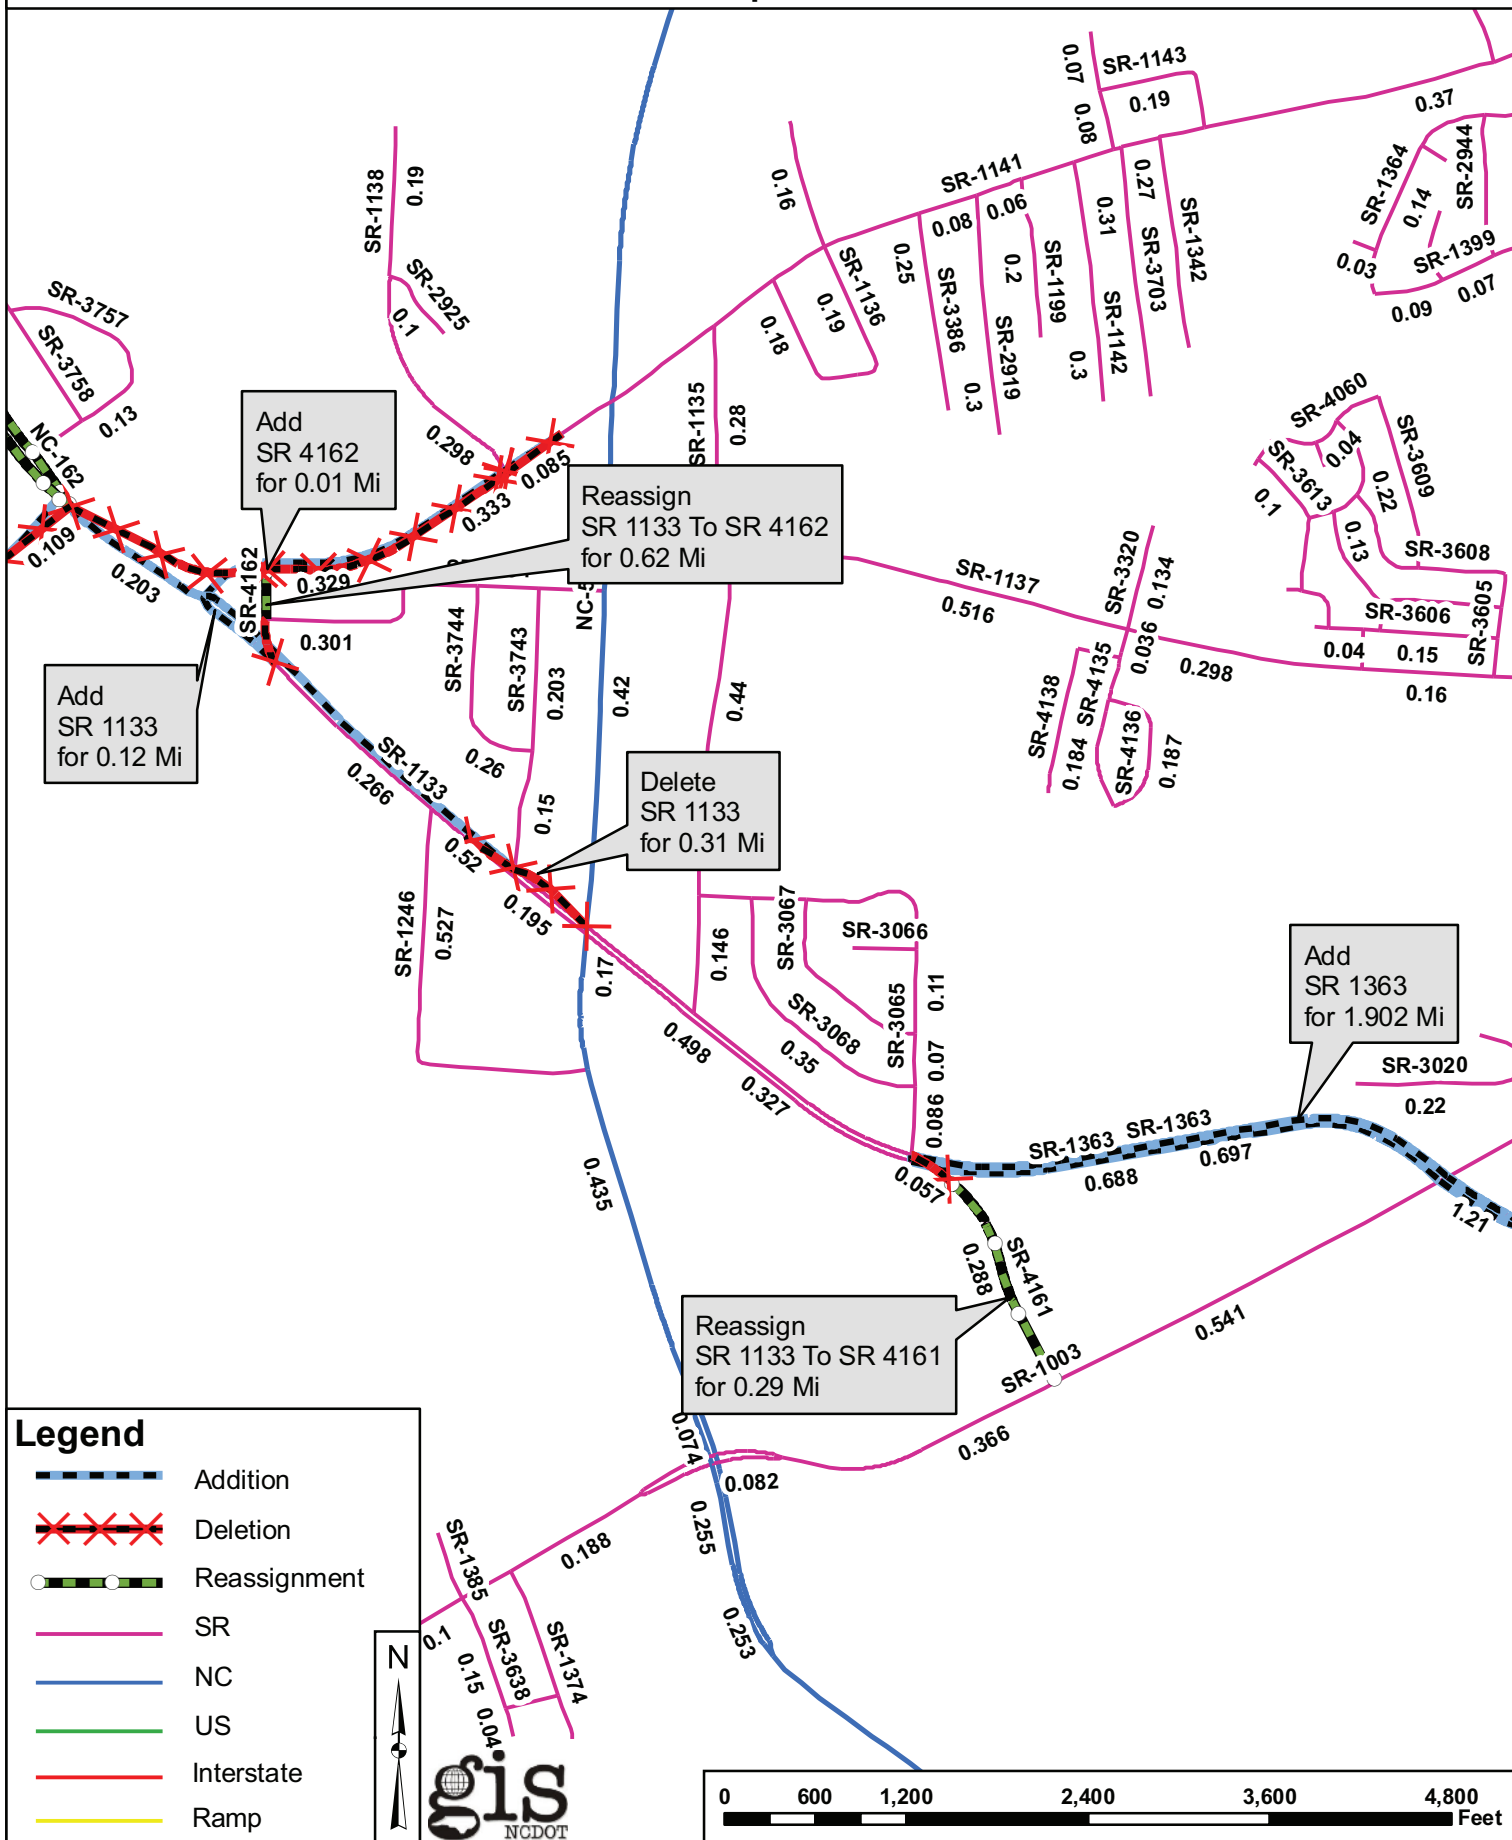 0.07
SR-1143
0.19
0.08
0.37
SR-1141
0.16
0.27
SR-1364
SR-2944
0.14
SR-1138
0.19
0.08
0.06
0.31
SR-1342
SR-3703
SR-1399
0.03
0.07
0.09
0.25
0.2
SR-1199
SR-1136
SR-2925
0.1
0.19
0.18
SR-3386
SR-2919
SR-1142
0.3
0.3
SR-3757
SR-3758
0.13
SR-1135
0.28
SR-4060
0.04
SR-3609
SR-3613
0.22
0.1
0.13
SR-3608
NC-162
Add
SR 4162
for 0.01 Mi
0.298
0.085
0.333
Reassign
SR 1133 To SR 4162
for 0.62 Mi
0.109
0.203
SR-4162
0.329
0.301
NC-5
SR-1137
0.516
SR-3320
0.134
0.036
0.298
SR-3606
SR-3605
0.04
0.15
0.16
SR-3744
SR-3743
0.203
0.42
0.44
SR-4138
SR-4135
0.184
SR-4136
0.187
Add
SR 1133
for 0.12 Mi
SR-1133
0.266
0.26
0.15
Delete
SR 1133
for 0.31 Mi
0.52
0.195
SR-1246
0.527
0.17
0.146
SR-3067
SR-3066
SR-3068
0.35
SR-3065
0.11
0.07
0.086
0.498
0.327
Add
SR 1363
for 1.902 Mi
SR-3020
0.22
SR-1363
SR-1363
0.697
0.688
1.21
0.057
0.435
0.288
SR-4161
Reassign
SR 1133 To SR 4161
for 0.29 Mi
SR-1003
0.541
0.366
0.074
0.082
0.255
0.188
0.253
SR-1385
SR-3638
SR-1374
0.1
0.15
0.04
Legend
Addition
Deletion
Reassignment
SR
NC
US
Interstate
Ramp
N
gis
NCDOT
0 600 1,200 2,400 3,600 4,800
Feet